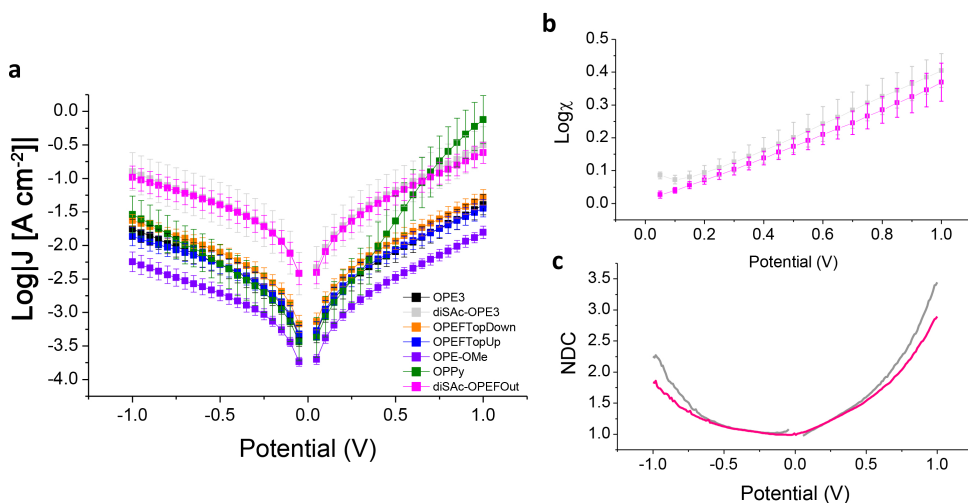 a
Log|J [A cm⁻²]|
0.0
-0.5
-1.0
-1.5
-2.0
-2.5
-3.0
-3.5
-4.0
-1.0 -0.5 0.0 0.5 1.0
Potential (V)
OPE3
diSAc-OPE3
OPEFTopDown
OPEFTopUp
OPE-OMe
OPPy
diSAc-OPEFOut
b
Logχ
0.5
0.4
0.3
0.2
0.1
0.0
0.0 0.2 0.4 0.6 0.8 1.0
Potential (V)
c
NDC
3.5
3.0
2.5
2.0
1.5
1.0
-1.0 -0.5 0.0 0.5 1.0
Potential (V)